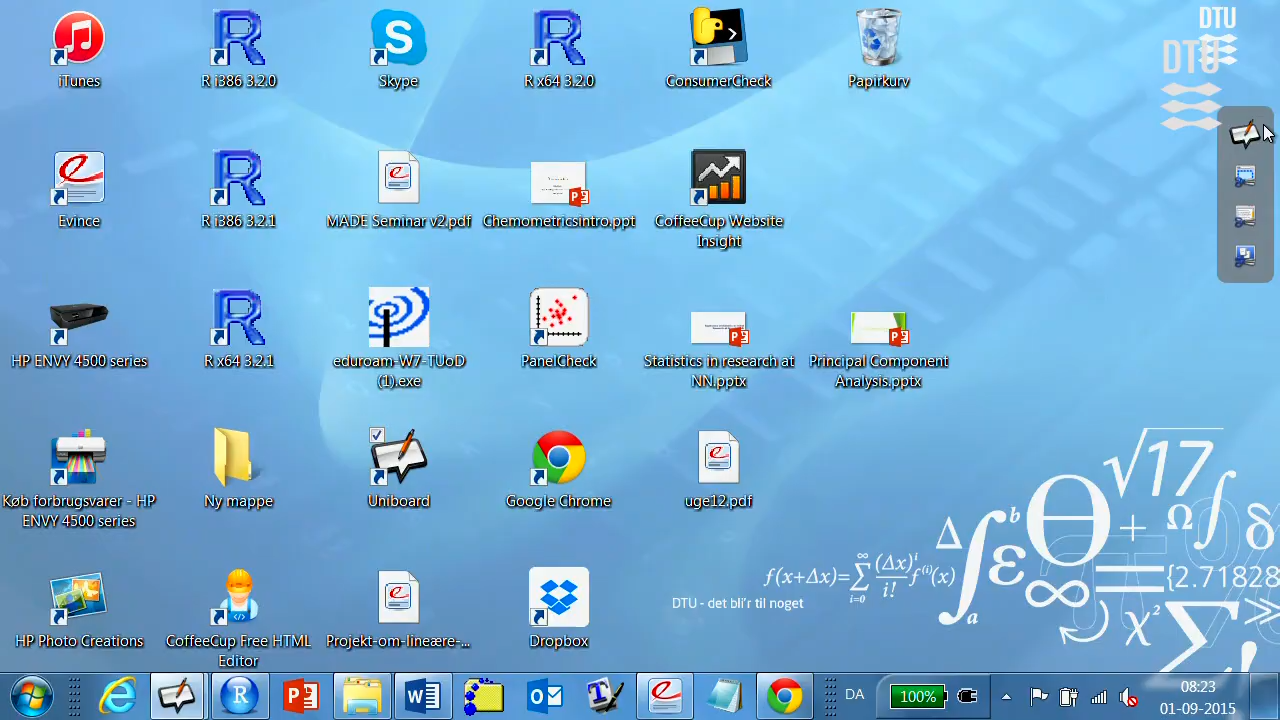 DTU
DTU
iTunes
R i386 3.2.0
Skype
R x64 3.2.0
ConsumerCheck
Papirkurv
Evince
R i386 3.2.1
MADE Seminar v2.pdf
Chemometricsintro.ppt
CoffeeCup Website
Insight
HP ENVY 4500 series
R x64 3.2.1
eduroam-W7-TUoD
(1).exe
PanelCheck
Statistics in research at
NN.pptx
Principal Component
Analysis.pptx
Køb forbrugsvarer - HP
ENVY 4500 series
Ny mappe
Uniboard
Google Chrome
uge12.pdf
HP Photo Creations
CoffeeCup Free HTML
Editor
Projekt-om-lineære-...
Dropbox
f(x+Δx)=∑ (Δx)^i/i! f^(i)(x)
DTU - det bli'r til noget
{2.71828
DA
100%
08:23
01-09-2015